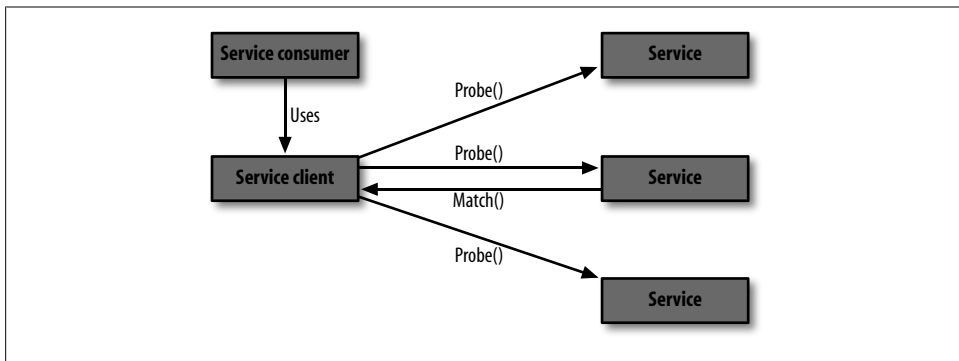 Service consumer
Service
Probe()
Uses
Probe()
Service client
Service
Match()
Probe()
Service